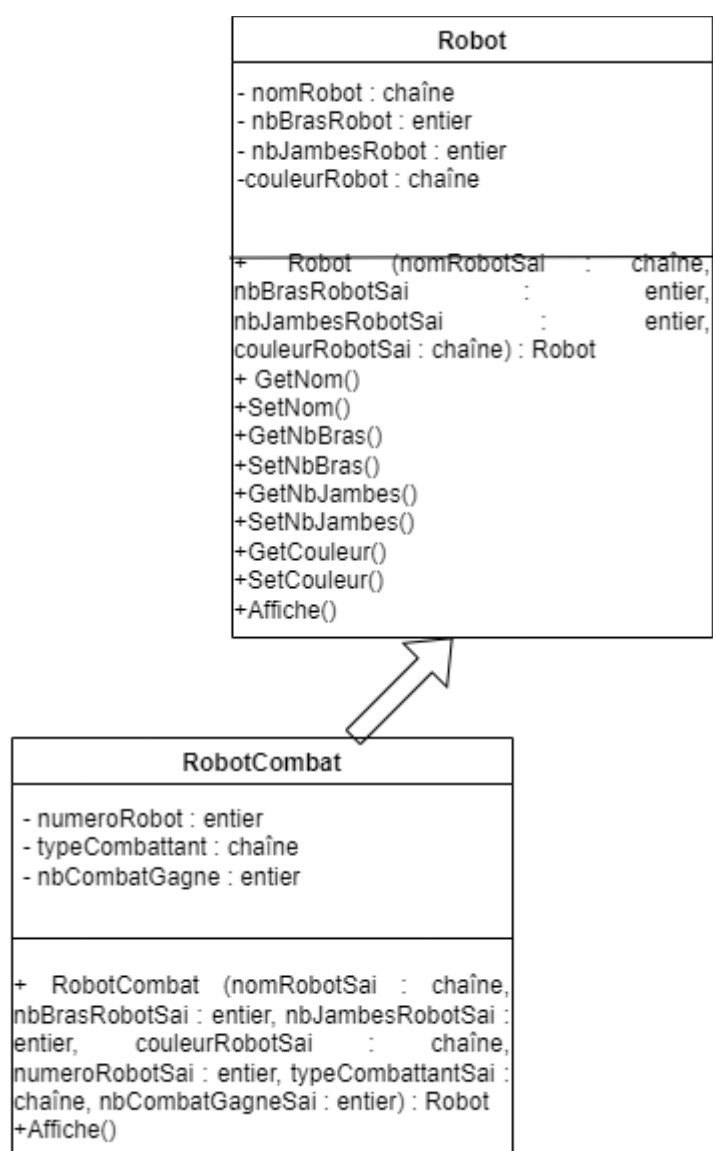 Robot
- nomRobot : chaîne
- nbBrasRobot : entier
- nbJambesRobot : entier
-couleurRobot : chaîne
+ Robot (nomRobotSai : chaîne,
nbBrasRobotSai : entier,
nbJambesRobotSai : entier,
couleurRobotSai : chaîne) : Robot
+ GetNom()
+SetNom()
+GetNbBras()
+SetNbBras()
+GetNbJambes()
+SetNbJambes()
+GetCouleur()
+SetCouleur()
+Affiche()
RobotCombat
- numeroRobot : entier
- typeCombattant : chaîne
- nbCombatGagne : entier
+ RobotCombat (nomRobotSai : chaîne,
nbBrasRobotSai : entier, nbJambesRobotSai :
entier, couleurRobotSai : chaîne,
numeroRobotSai : entier, typeCombattantSai :
chaîne, nbCombatGagneSai : entier) : Robot
+Affiche()